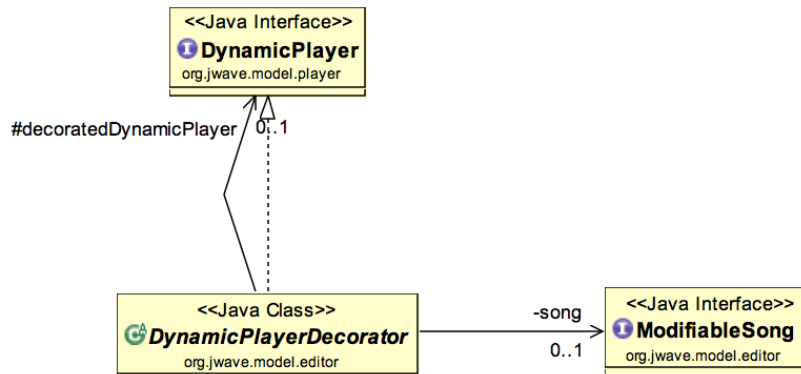 <<Java Interface>>
DynamicPlayer
org.jwave.model.player
#decoratedDynamicPlayer
0..1
<<Java Class>>
DynamicPlayerDecorator
org.jwave.model.editor
-song
0..1
<<Java Interface>>
ModifiableSong
org.jwave.model.editor